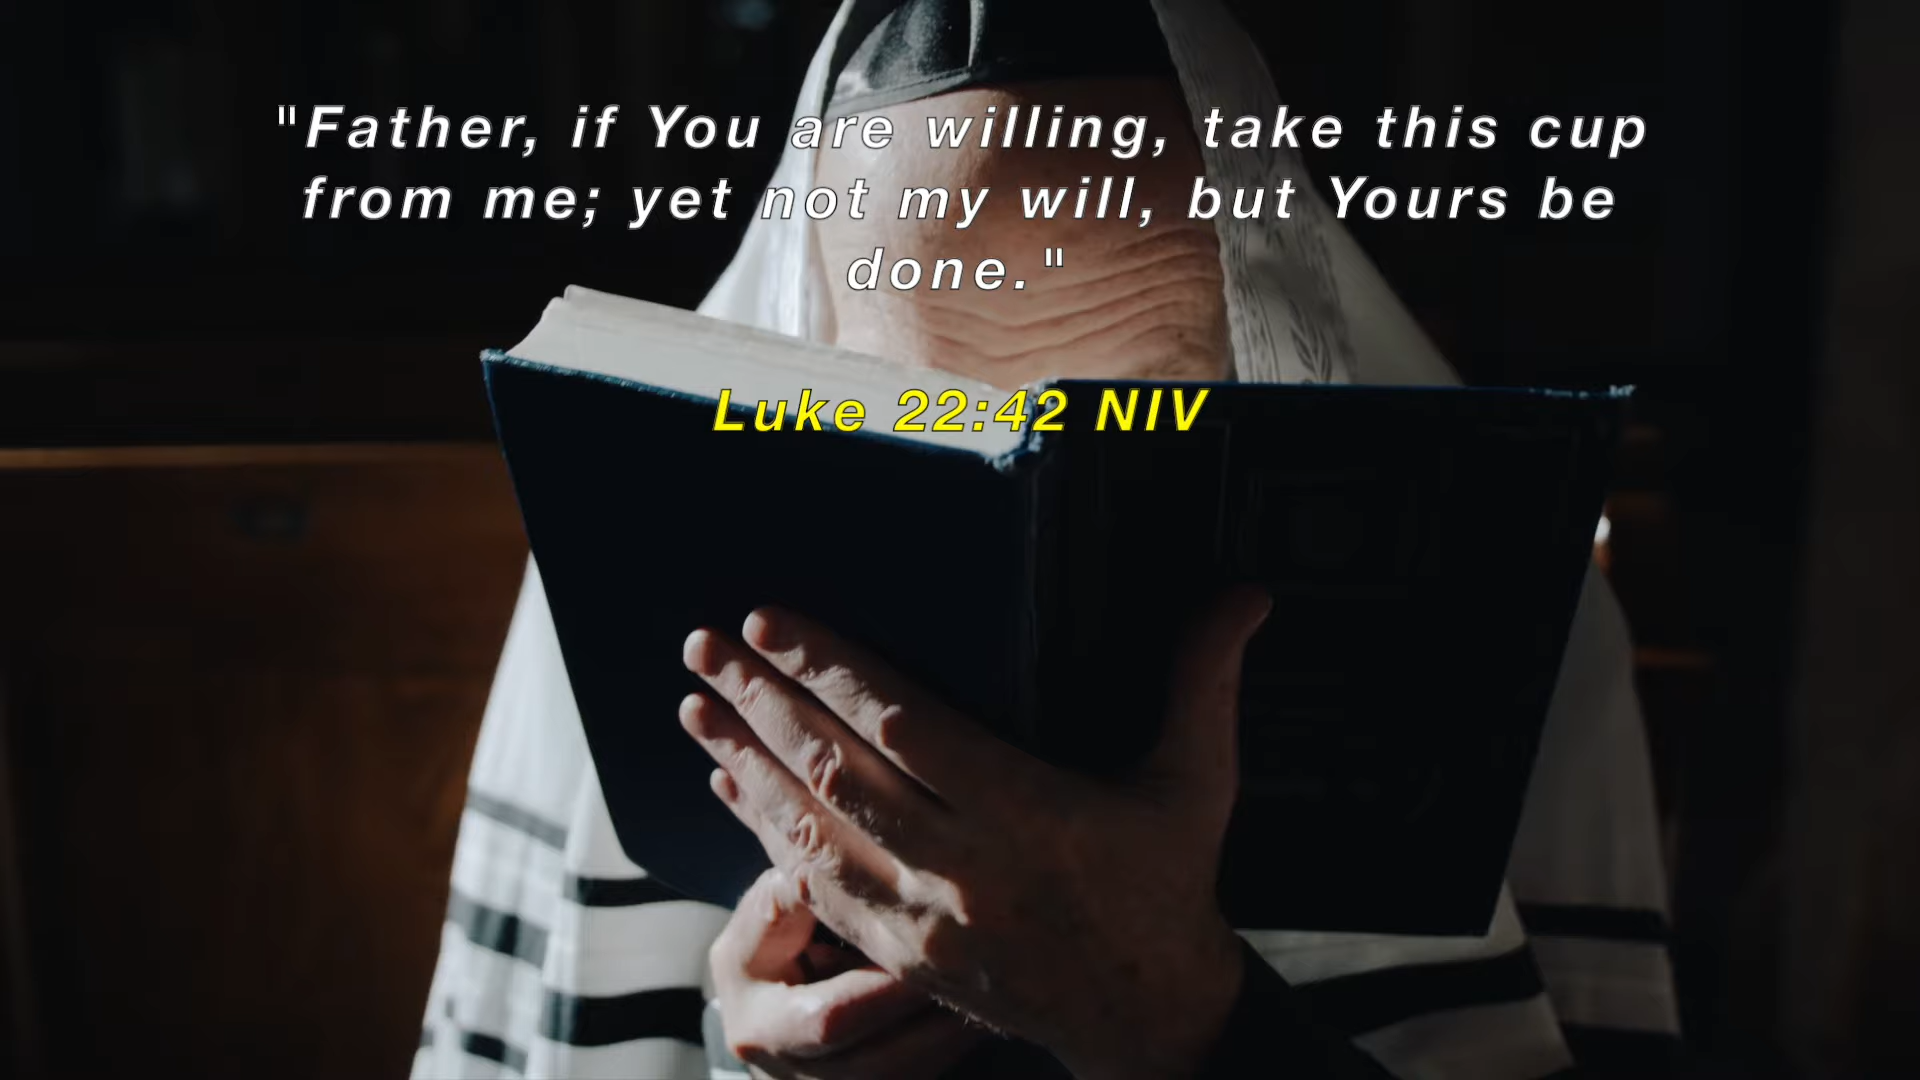 "Father, if You are willing, take this cup
from me; yet not my will, but Yours be
done."
Luke 22:42 NIV